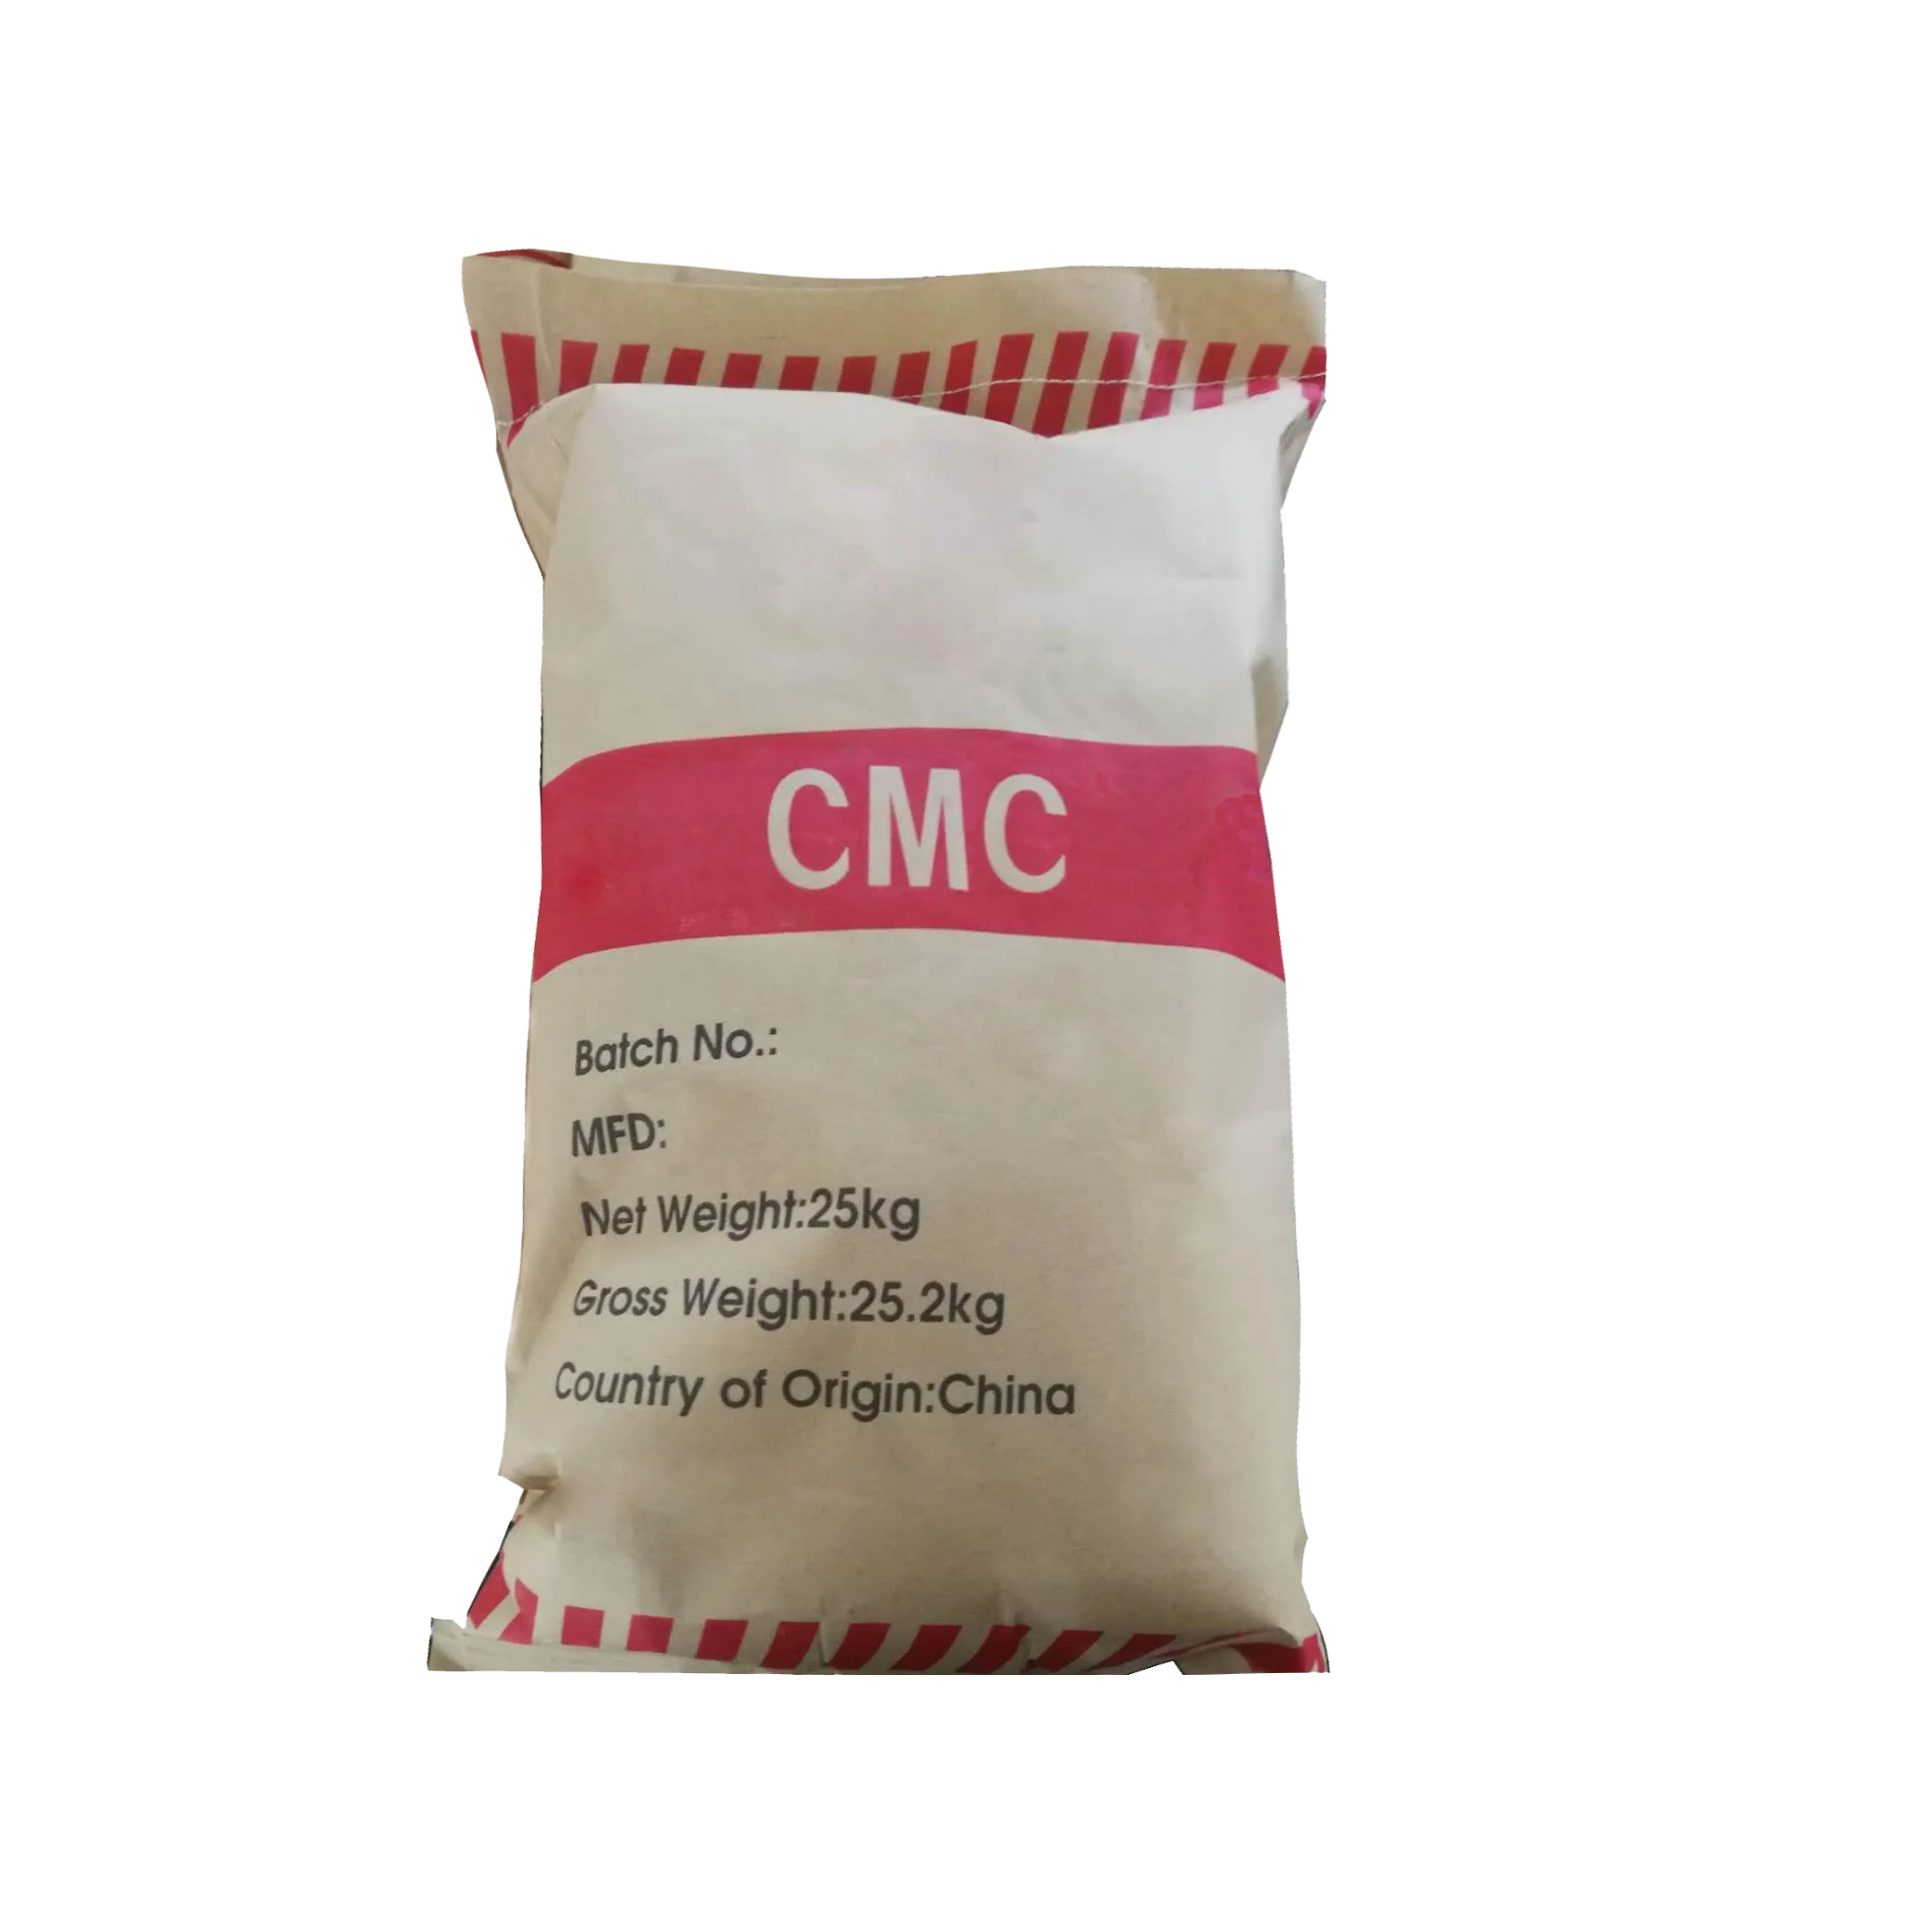 CMC
Batch No.:
MFD:
Net Weight:25kg
Gross Weight:25.2kg
Country of Origin:China